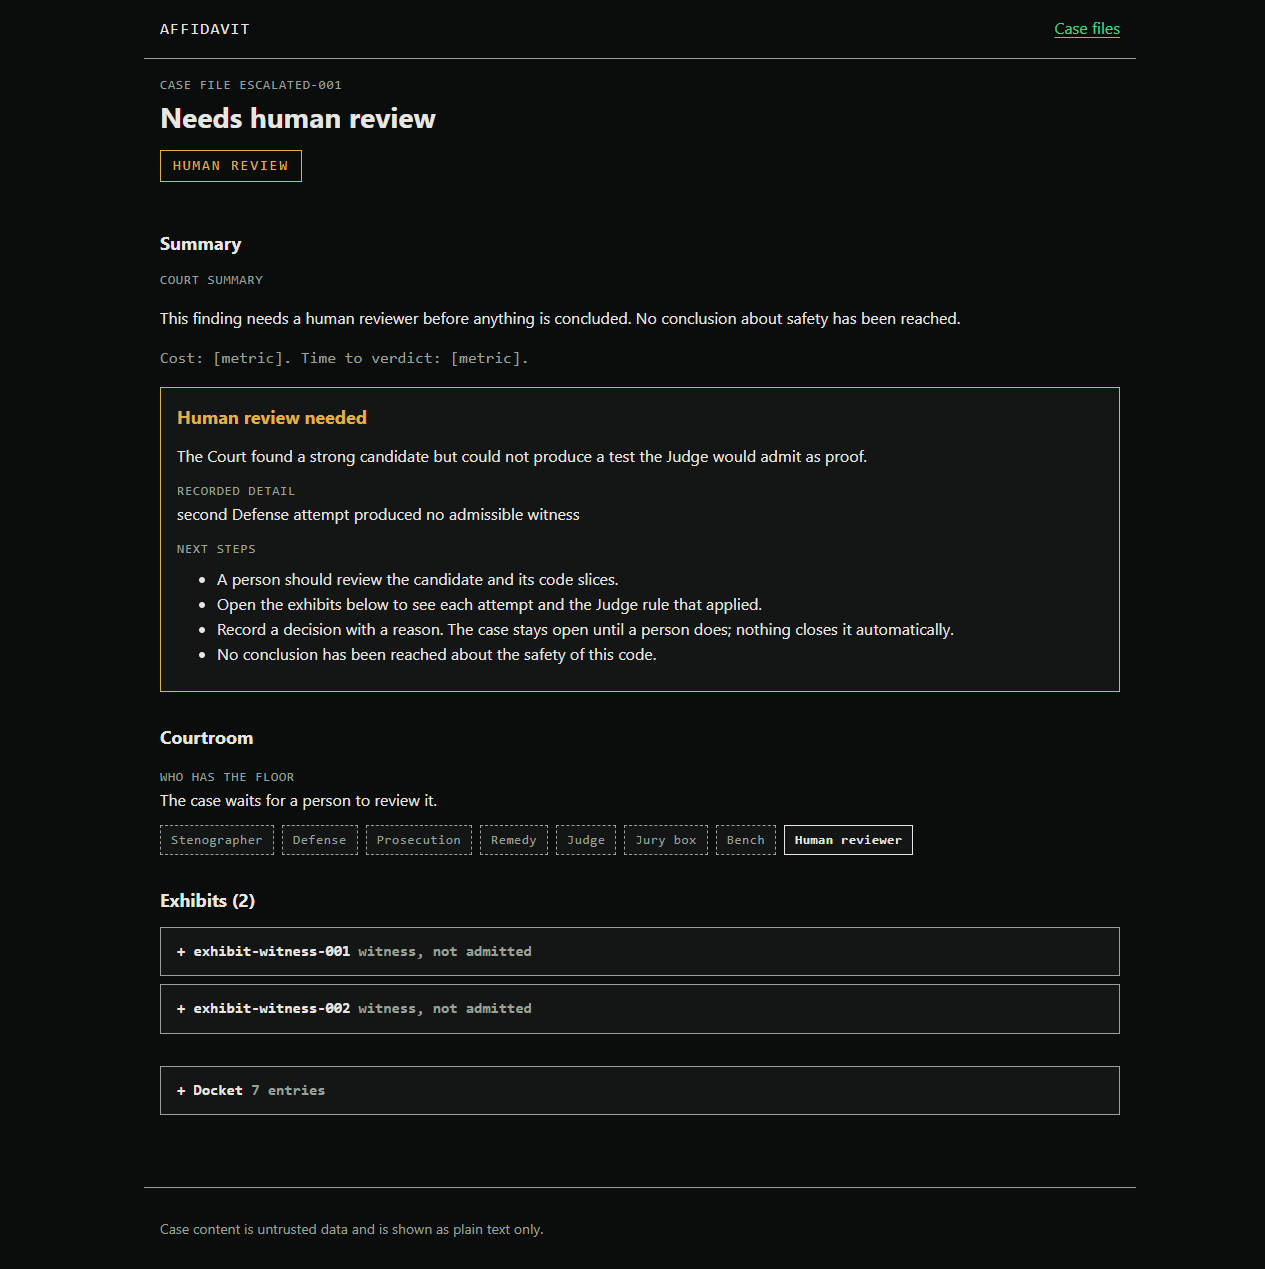 AFFIDAVIT
Case files
CASE FILE ESCALATED-001
Needs human review
HUMAN REVIEW
Summary
COURT SUMMARY
This finding needs a human reviewer before anything is concluded. No conclusion about safety has been reached.
Cost: [metric]. Time to verdict: [metric].
Human review needed
The Court found a strong candidate but could not produce a test the Judge would admit as proof.
RECORDED DETAIL
second Defense attempt produced no admissible witness
NEXT STEPS
• A person should review the candidate and its code slices.
• Open the exhibits below to see each attempt and the Judge rule that applied.
• Record a decision with a reason. The case stays open until a person does; nothing closes it automatically.
• No conclusion has been reached about the safety of this code.
Courtroom
WHO HAS THE FLOOR
The case waits for a person to review it.
Stenographer Defense Prosecution Remedy Judge Jury box Bench Human reviewer
Exhibits (2)
+ exhibit-witness-001 witness, not admitted
+ exhibit-witness-002 witness, not admitted
+ Docket 7 entries
Case content is untrusted data and is shown as plain text only.